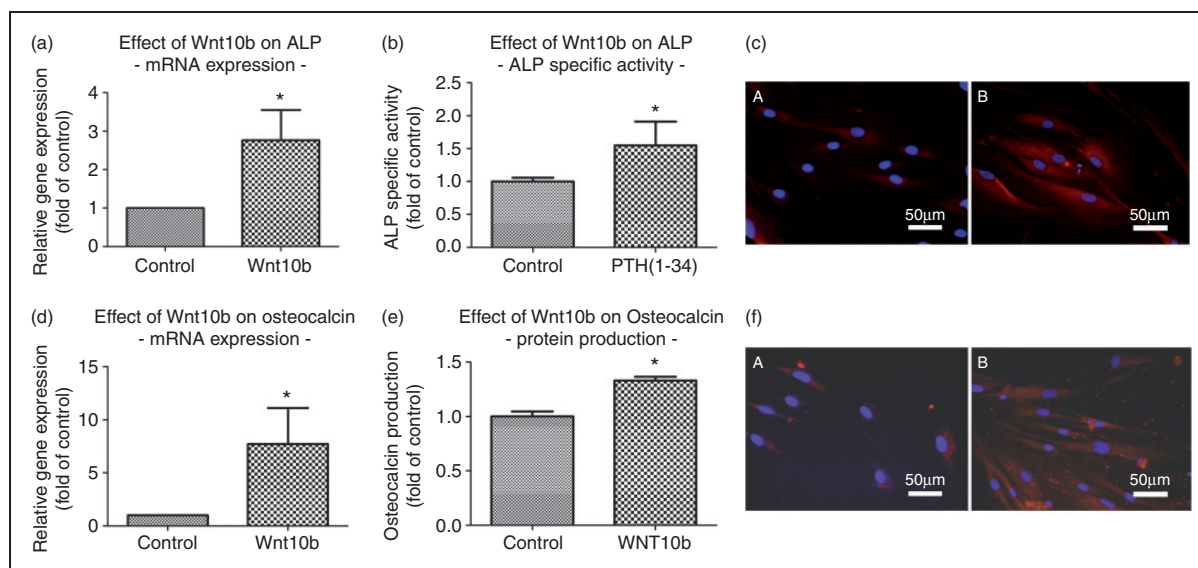 (a)
Effect of Wnt10b on ALP
- mRNA expression -
Relative gene expression
(fold of control)
4
3
2
1
0
*
Control
Wnt10b
(b)
Effect of Wnt10b on ALP
- ALP specific activity -
ALP specific activity
(fold of control)
2.5
2.0
1.5
1.0
0.5
0.0
*
Control
PTH(1-34)
(c)
A
50μm
B
50μm
(d)
Effect of Wnt10b on osteocalcin
- mRNA expression -
Relative gene expression
(fold of control)
15
10
5
0
*
Control
Wnt10b
(e)
Effect of Wnt10b on Osteocalcin
- protein production -
Osteocalcin production
(fold of control)
1.5
1.0
1.5
0.0
*
Control
WNT10b
(f)
A
50μm
B
50μm